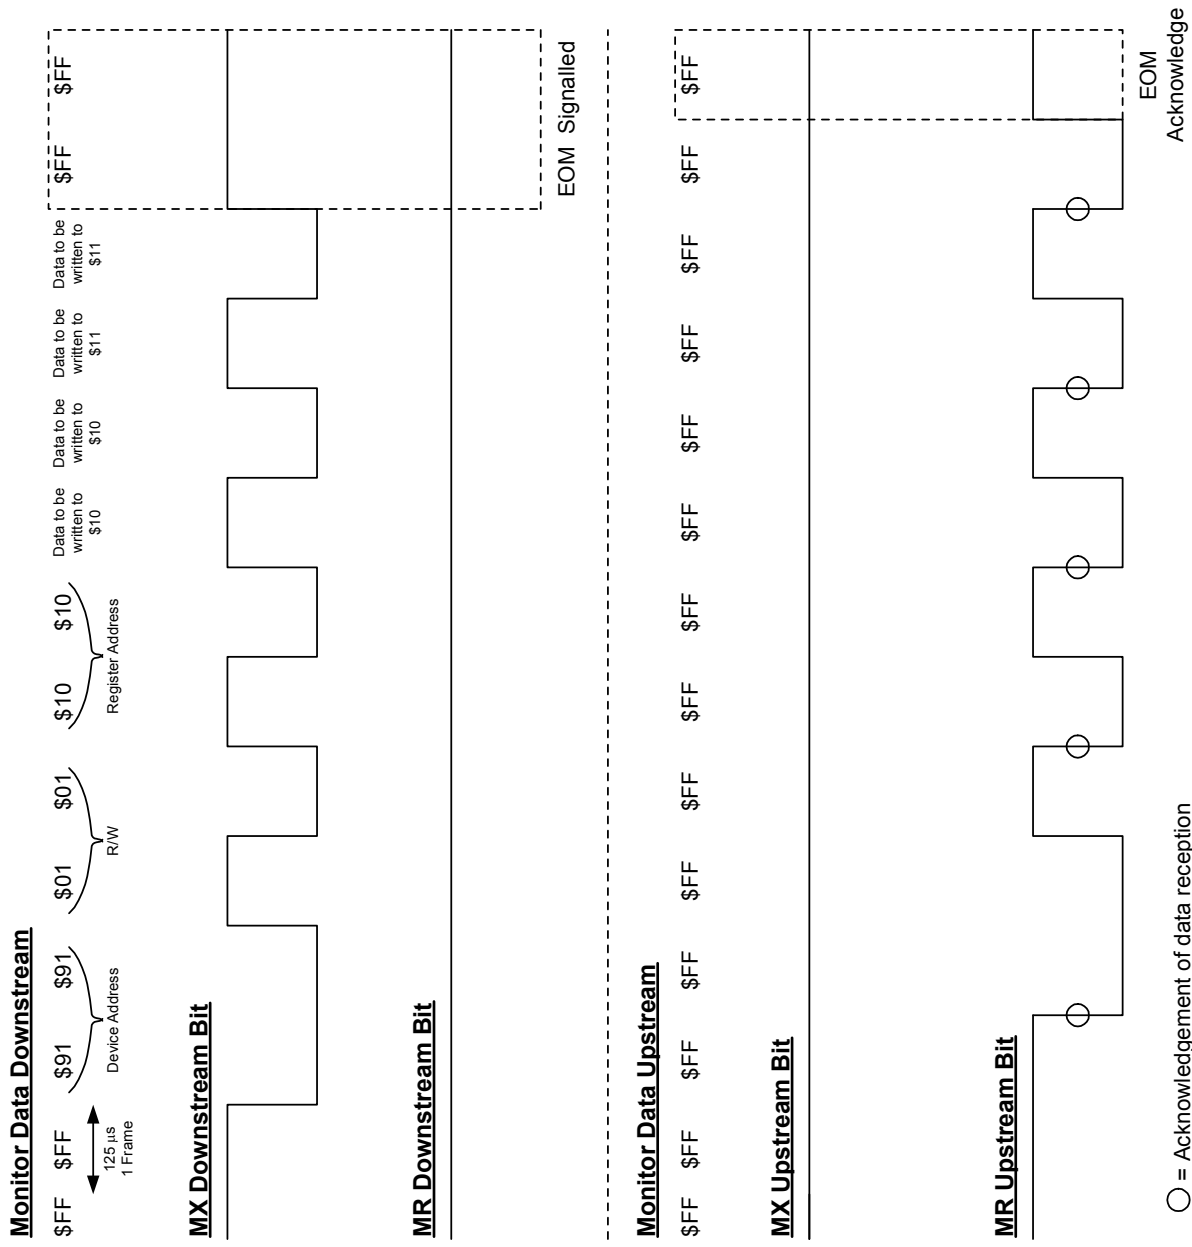 Monitor Data Downstream
$FF $FF $91 $91 $01 $01 $10 $10
Data to be
written to
$10
Data to be
written to
$10
Data to be
written to
$11
Data to be
written to
$11
$FF $FF
125 µs
1 Frame
Device Address
R/W
Register Address
MX Downstream Bit
MR Downstream Bit
EOM Signalled
Monitor Data Upstream
$FF $FF $FF $FF $FF $FF $FF $FF $FF $FF $FF $FF $FF $FF
MX Upstream Bit
MR Upstream Bit
EOM
Acknowledge
= Acknowledgement of data reception